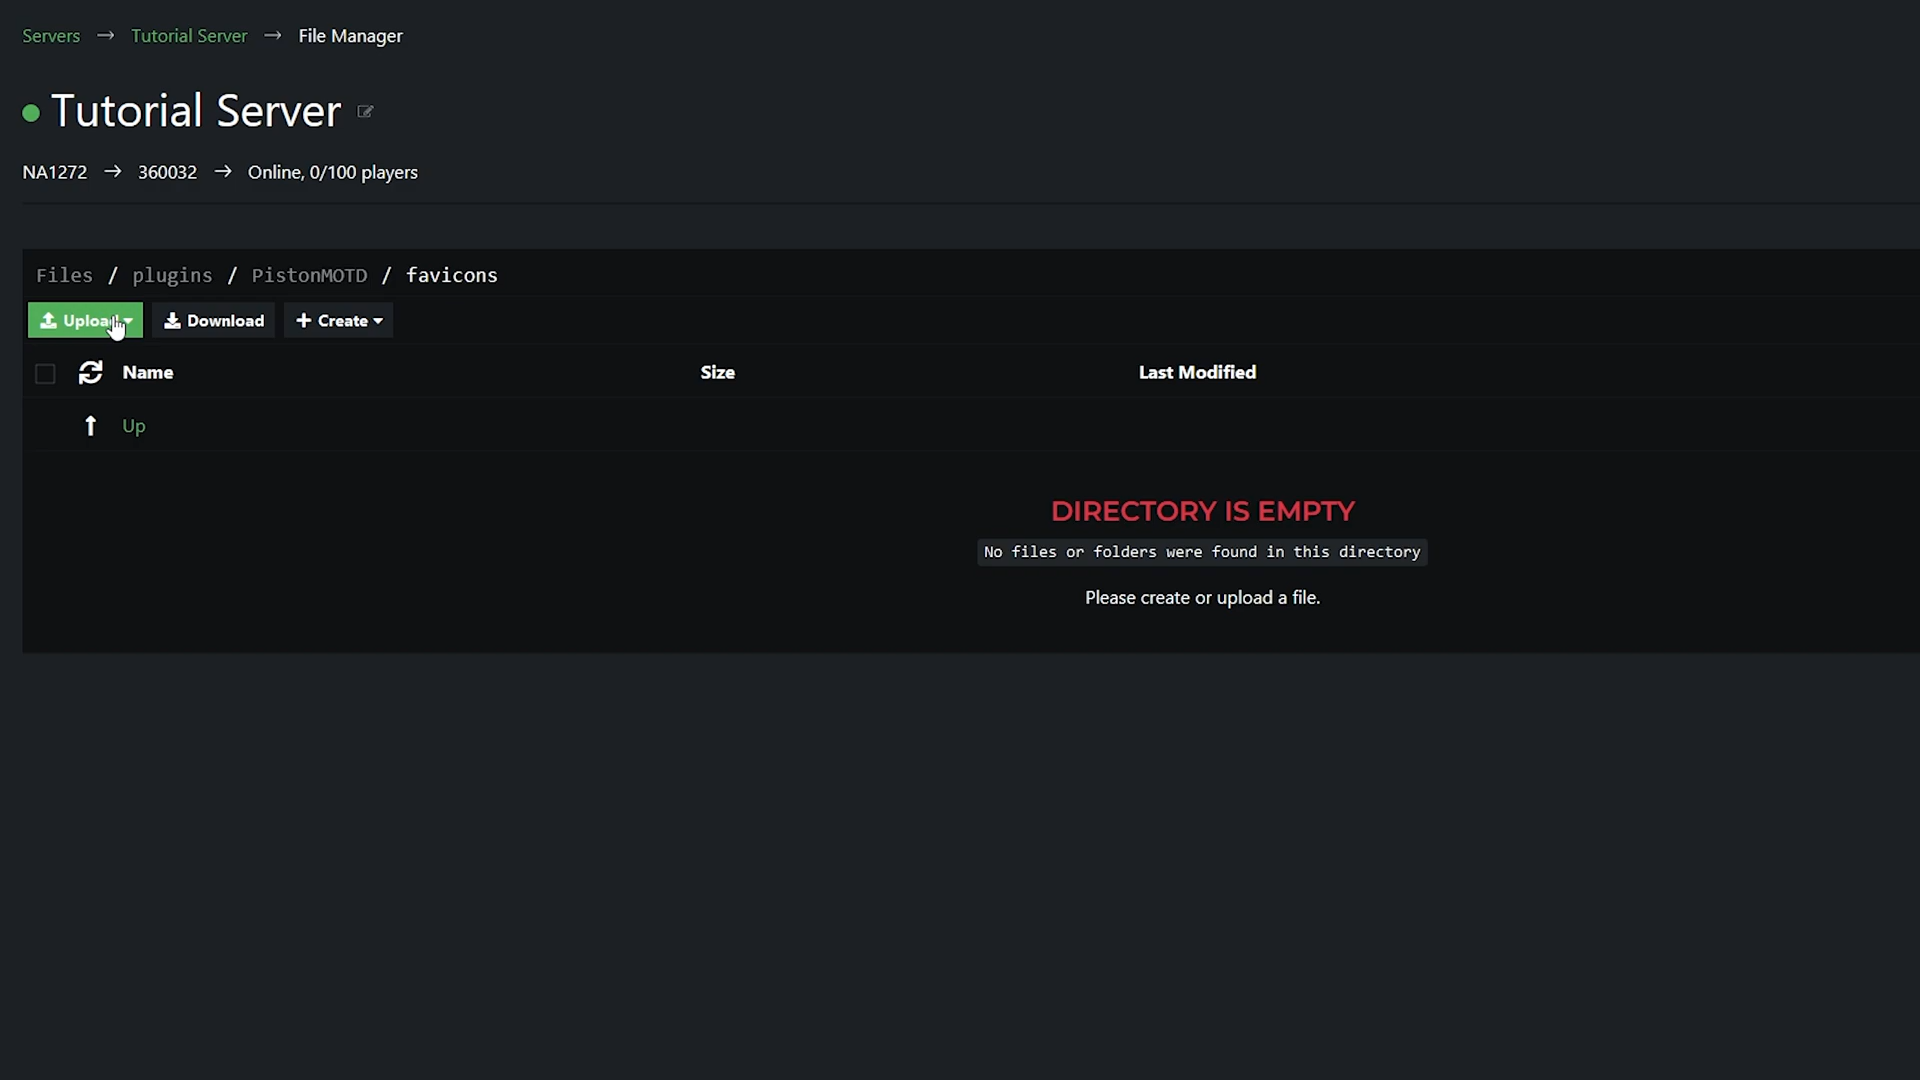 Servers → Tutorial Server → File Manager
Tutorial Server
NA1272 → 360032 → Online, 0/100 players
Files / plugins / PistonMOTD / favicons
Upload Download + Create
Name Size Last Modified
Up
DIRECTORY IS EMPTY
No files or folders were found in this directory
Please create or upload a file.